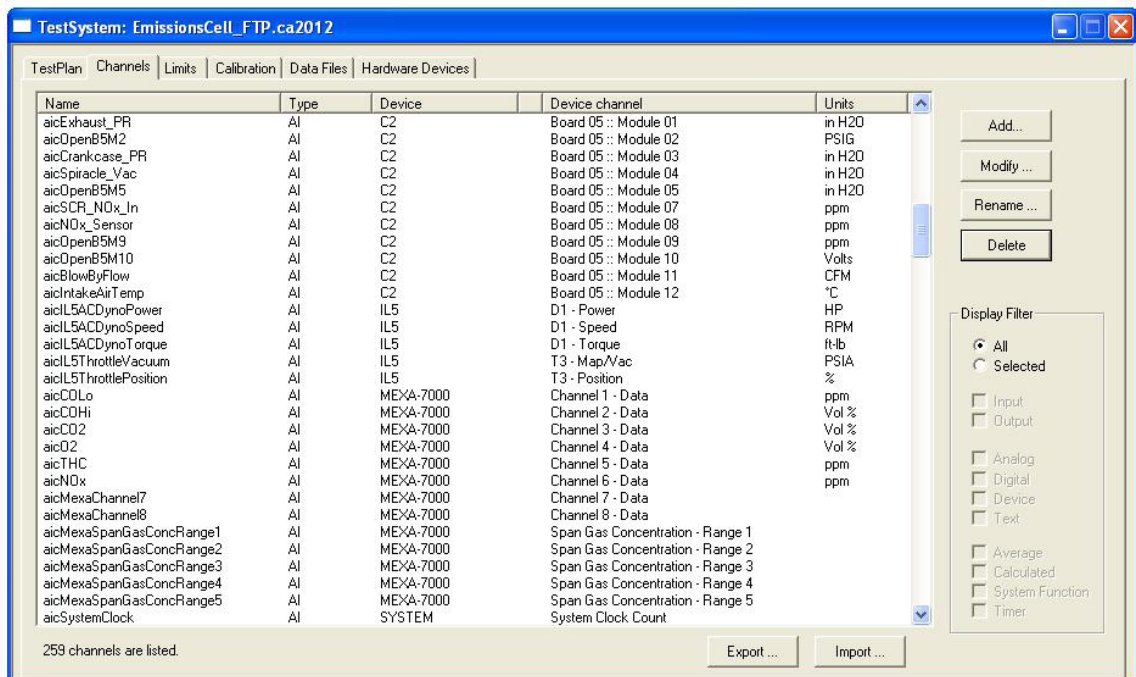 TestSystem: EmissionsCell_FTP.ca2012
TestPlan Channels Limits Calibration Data Files Hardware Devices
Name Type Device Device channel Units
aicExhaust_PR AI C2 Board 05 :: Module 01 in H2O
aicOpenB5M2 AI C2 Board 05 :: Module 02 PSIG
aicCrankcase_PR AI C2 Board 05 :: Module 03 in H2O
aicSpiracle_Vac AI C2 Board 05 :: Module 04 in H2O
aicOpenB5M5 AI C2 Board 05 :: Module 05 in H2O
aicSCR_NOx_In AI C2 Board 05 :: Module 07 ppm
aicNOx_Sensor AI C2 Board 05 :: Module 08 ppm
aicOpenB5M9 AI C2 Board 05 :: Module 09 ppm
aicOpenB5M10 AI C2 Board 05 :: Module 10 Volts
aicBlowByFlow AI C2 Board 05 :: Module 11 CFM
aicIntakeAirTemp AI C2 Board 05 :: Module 12 °C
aicIL5ACDynoPower AI IL5 D1 - Power HP
aicIL5ACDynoSpeed AI IL5 D1 - Speed RPM
aicIL5ACDynoTorque AI IL5 D1 - Torque ft-lb
aicIL5ThrottleVacuum AI IL5 T3 - Map/Vac PSIA
aicIL5ThrottlePosition AI IL5 T3 - Position %
aicCOLo AI MEXA-7000 Channel 1 - Data ppm
aicCOHi AI MEXA-7000 Channel 2 - Data Vol %
aicCO2 AI MEXA-7000 Channel 3 - Data Vol %
aicO2 AI MEXA-7000 Channel 4 - Data Vol %
aicTHC AI MEXA-7000 Channel 5 - Data ppm
aicNOx AI MEXA-7000 Channel 6 - Data ppm
aicMexaChannel7 AI MEXA-7000 Channel 7 - Data
aicMexaChannel8 AI MEXA-7000 Channel 8 - Data
aicMexaSpanGasConcRange1 AI MEXA-7000 Span Gas Concentration - Range 1
aicMexaSpanGasConcRange2 AI MEXA-7000 Span Gas Concentration - Range 2
aicMexaSpanGasConcRange3 AI MEXA-7000 Span Gas Concentration - Range 3
aicMexaSpanGasConcRange4 AI MEXA-7000 Span Gas Concentration - Range 4
aicMexaSpanGasConcRange5 AI MEXA-7000 Span Gas Concentration - Range 5
aicSystemClock AI SYSTEM System Clock Count
259 channels are listed.
Export ... Import ...
Add...
Modify ...
Rename ...
Delete
Display Filter
All
Selected
Input
Output
Analog
Digital
Device
Text
Average
Calculated
System Function
Timer